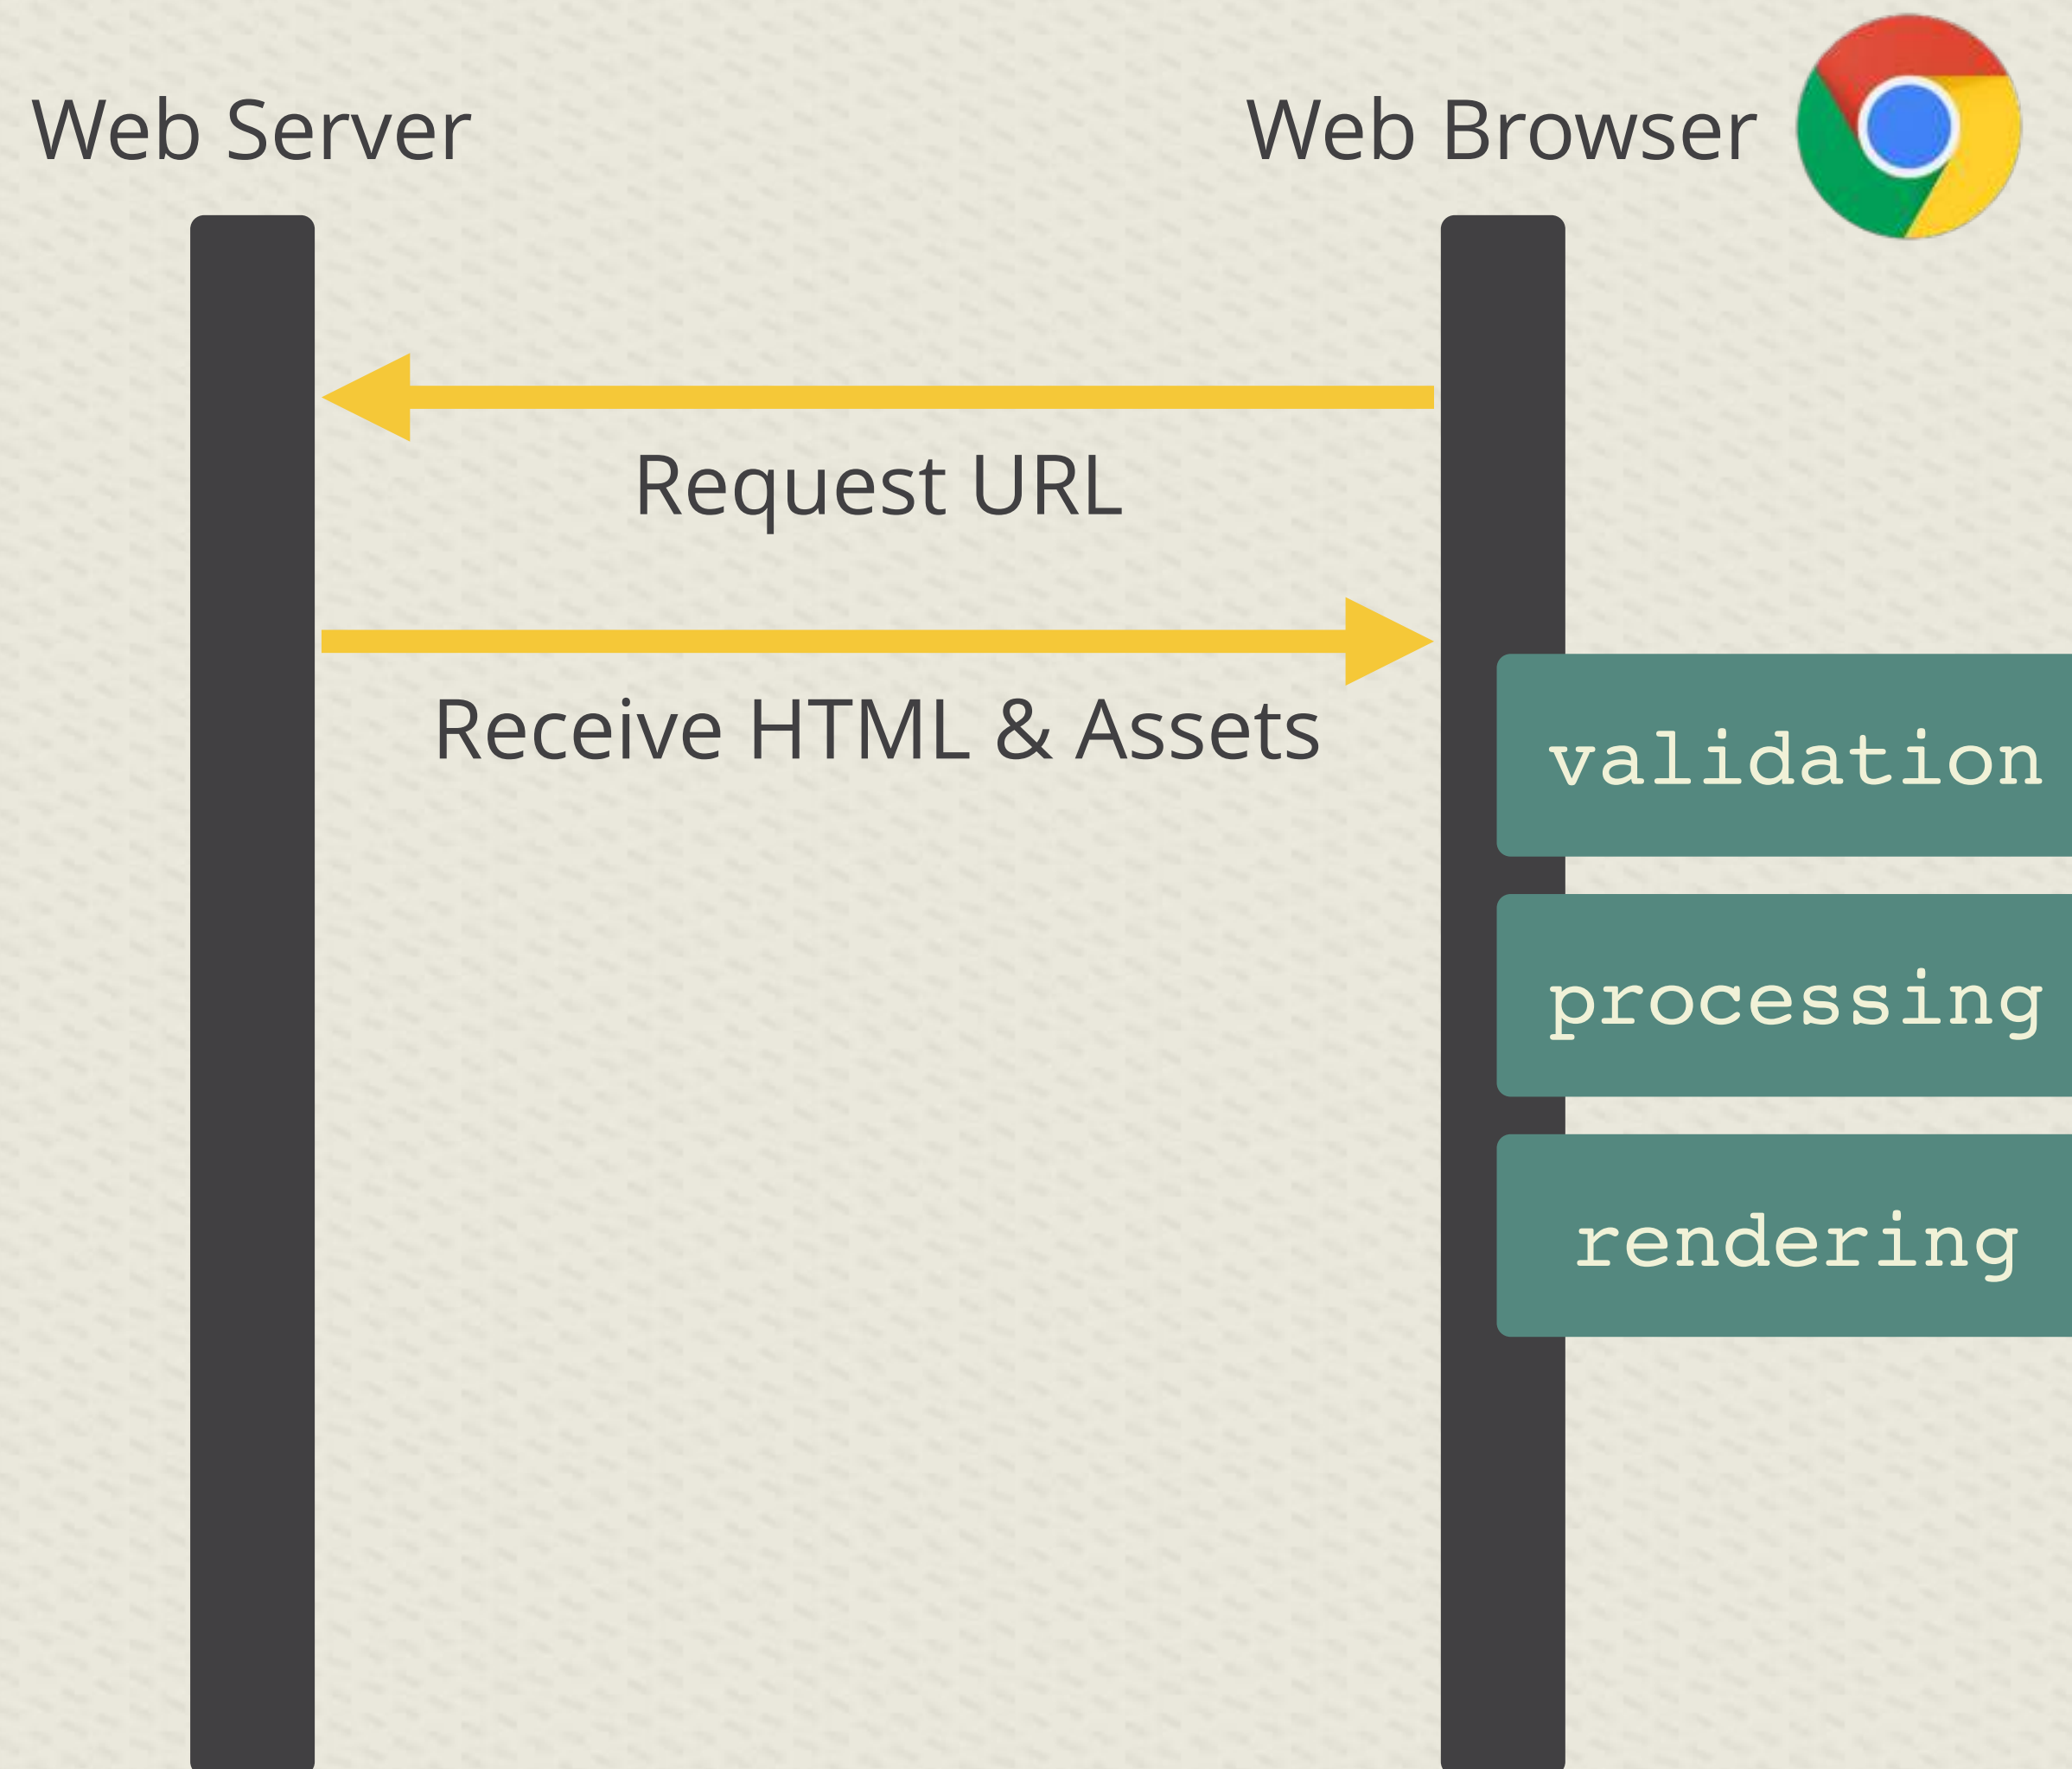 Web Server
Web Browser
Request URL
Receive HTML & Assets
validation
processing
rendering